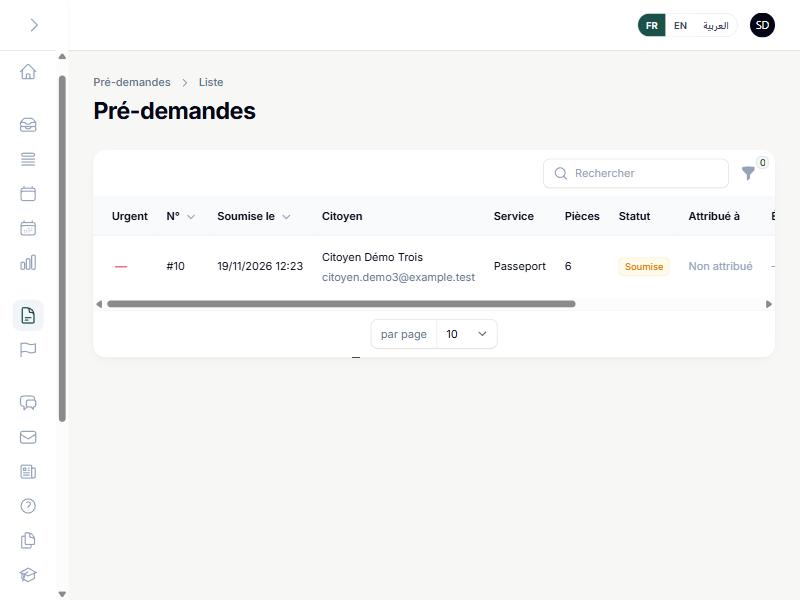 FR EN العربية SD
Pré-demandes > Liste
Pré-demandes
Rechercher 0
Urgent N° Soumise le Citoyen Service Pièces Statut Attribué à
— #10 19/11/2026 12:23 Citoyen Démo Trois Passeport 6 Soumise Non attribué
citoyen.demo3@example.test
par page 10